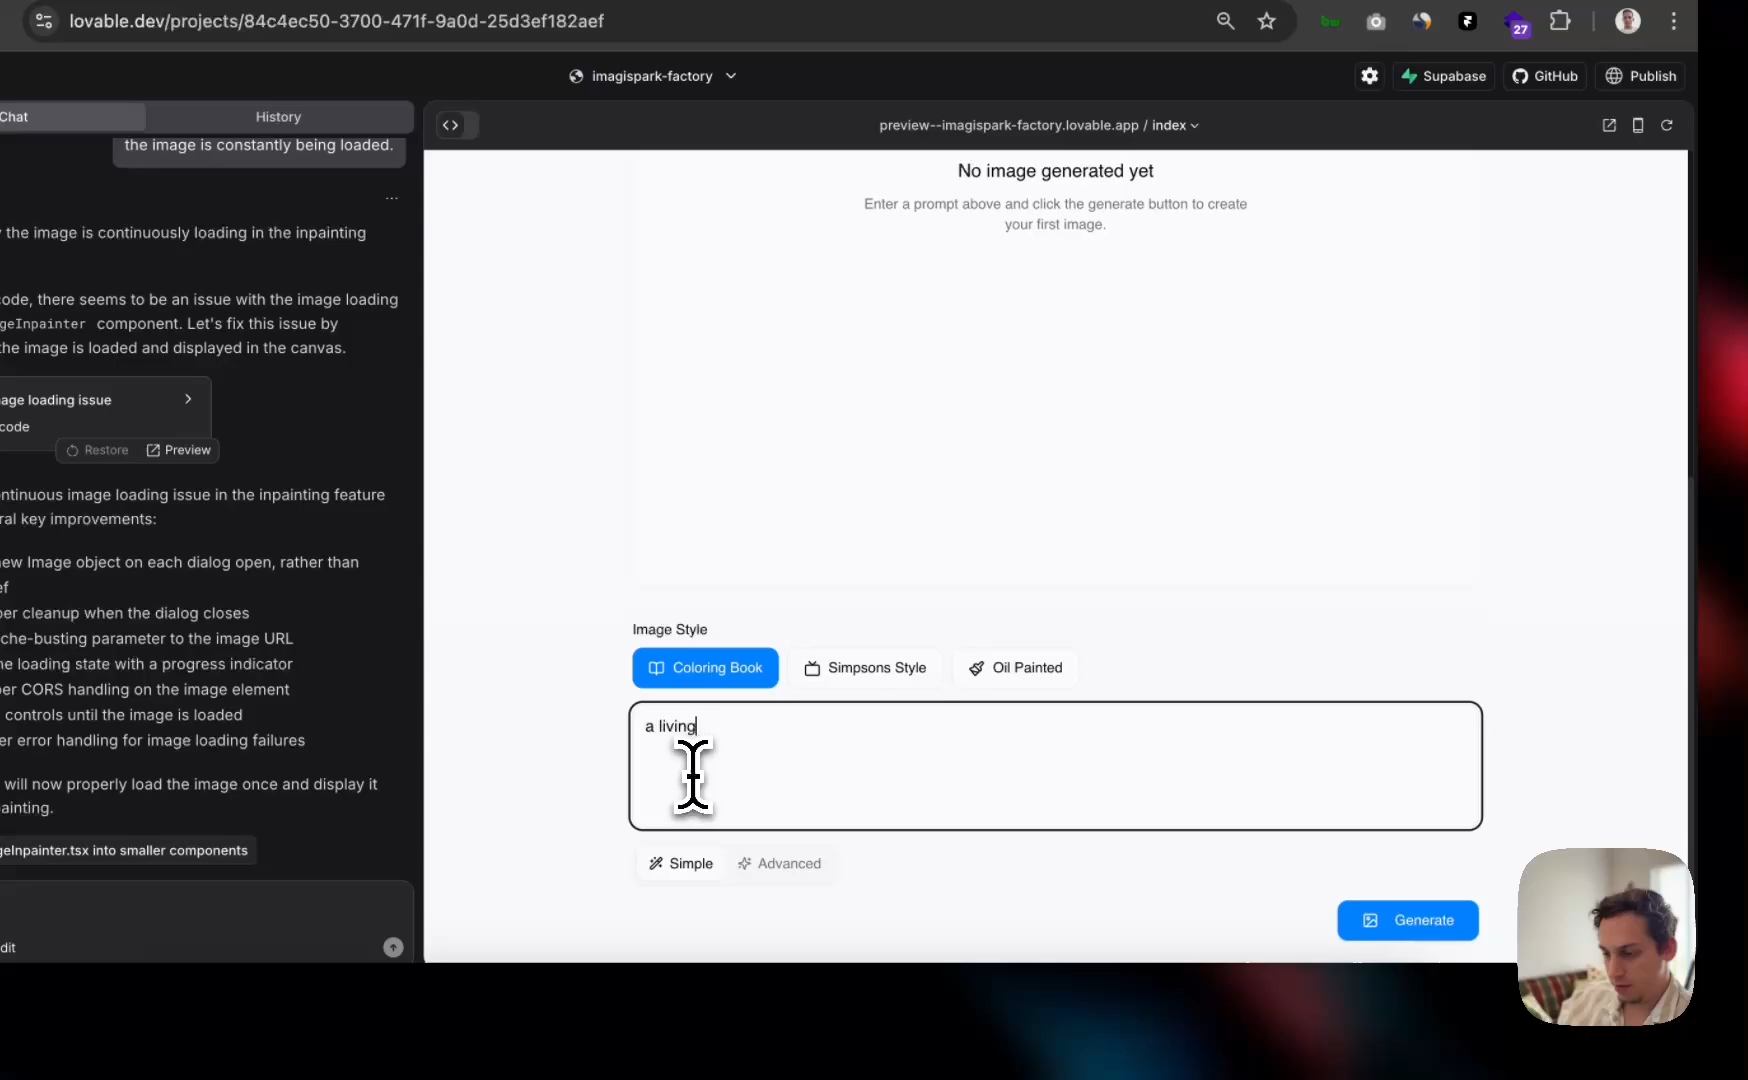 lovable.dev/projects/84c4ec50-3700-471f-9a0d-25d3ef182aef
27
imagispark-factory
Supabase
GitHub
Publish
Chat
History
preview--imagispark-factory.lovable.app / index
the image is constantly being loaded.
the image is continuously loading in the inpainting
code, there seems to be an issue with the image loading
geInpainter component. Let's fix this issue by
the image is loaded and displayed in the canvas.
age loading issue
code
Restore
Preview
ntinuous image loading issue in the inpainting feature
ral key improvements:
new Image object on each dialog open, rather than
ef
per cleanup when the dialog closes
che-busting parameter to the image URL
he loading state with a progress indicator
per CORS handling on the image element
controls until the image is loaded
er error handling for image loading failures
will now properly load the image once and display it
ainting.
geInpainter.tsx into smaller components
dit
No image generated yet
Enter a prompt above and click the generate button to create
your first image.
Image Style
Coloring Book
Simpsons Style
Oil Painted
a living
Simple
Advanced
Generate